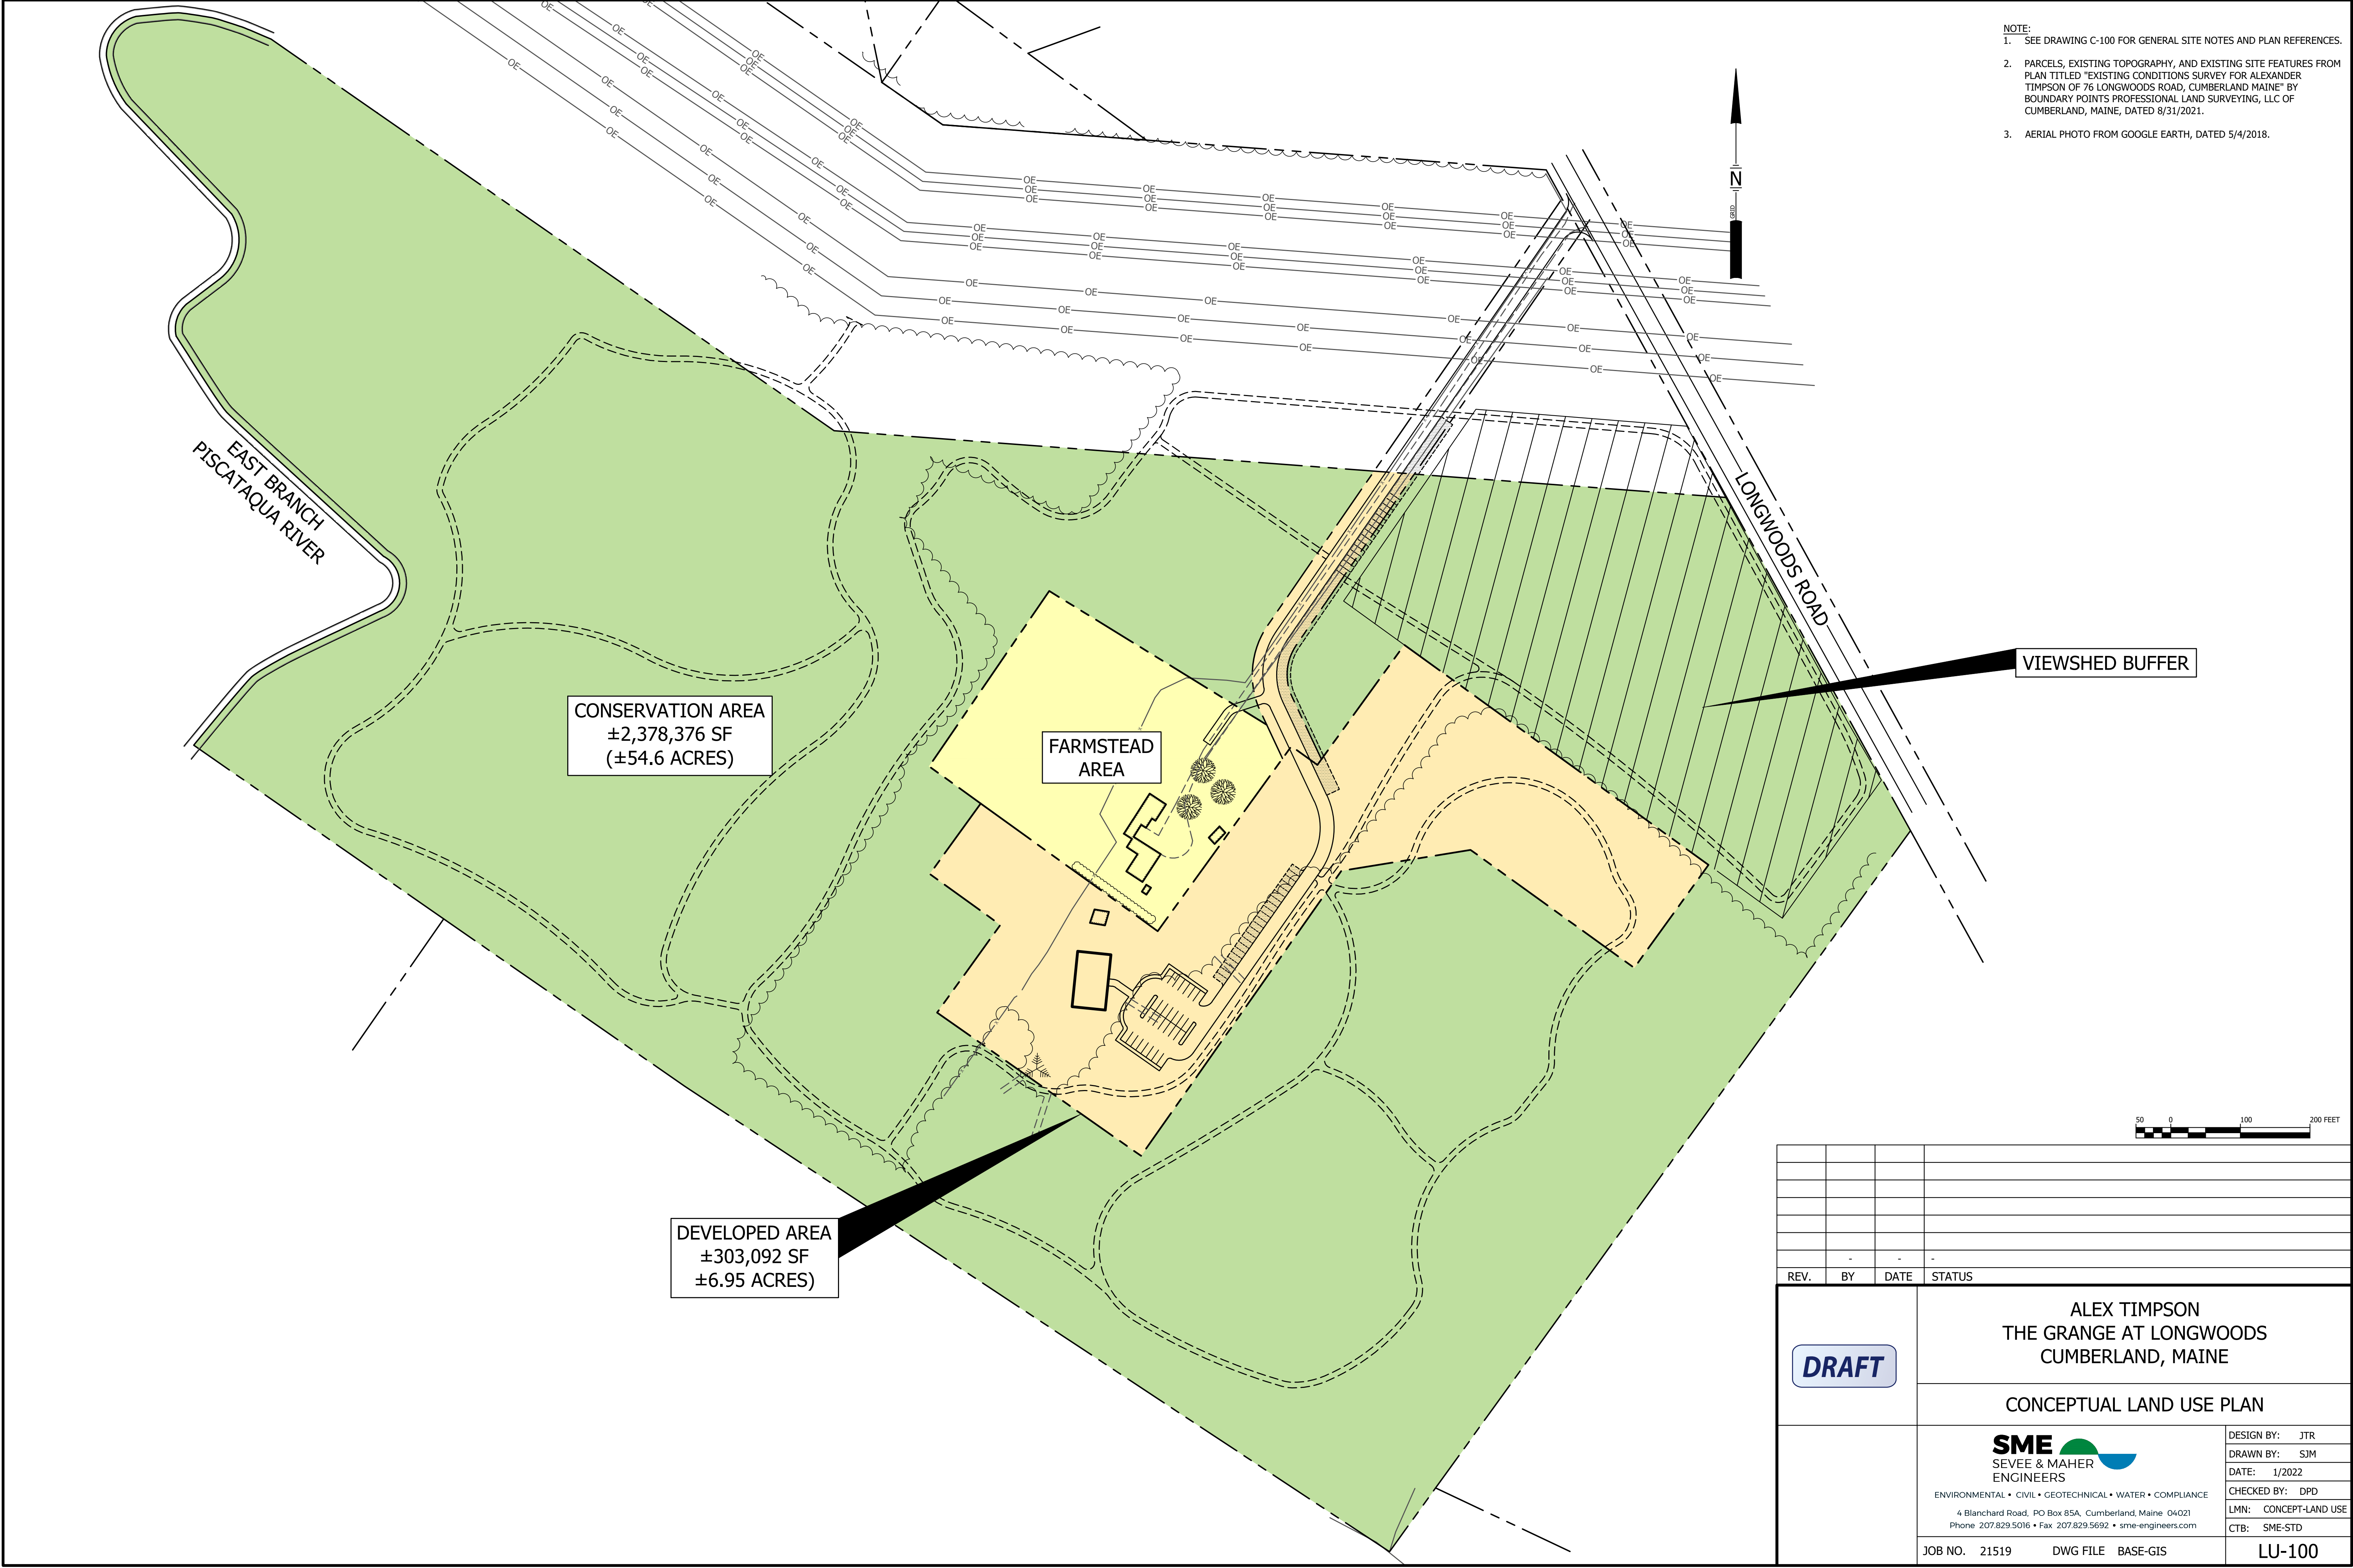 NOTE:
1. SEE DRAWING C-100 FOR GENERAL SITE NOTES AND PLAN REFERENCES.
2. PARCELS, EXISTING TOPOGRAPHY, AND EXISTING SITE FEATURES FROM
PLAN TITLED "EXISTING CONDITIONS SURVEY FOR ALEXANDER
TIMPSON OF 76 LONGWOODS ROAD, CUMBERLAND MAINE" BY
BOUNDARY POINTS PROFESSIONAL LAND SURVEYING, LLC OF
CUMBERLAND, MAINE, DATED 8/31/2021.
3. AERIAL PHOTO FROM GOOGLE EARTH, DATED 5/4/2018.
N
GRID
OE
EAST BRANCH
PISCATAQUA RIVER
LONGWOODS ROAD
VIEWSHED BUFFER
CONSERVATION AREA
±2,378,376 SF
(±54.6 ACRES)
FARMSTEAD
AREA
DEVELOPED AREA
±303,092 SF
±6.95 ACRES)
50 0 100 200 FEET
- - -
REV. BY DATE STATUS
DRAFT
ALEX TIMPSON
THE GRANGE AT LONGWOODS
CUMBERLAND, MAINE
CONCEPTUAL LAND USE PLAN
SME
SEVEE & MAHER
ENGINEERS
ENVIRONMENTAL • CIVIL • GEOTECHNICAL • WATER • COMPLIANCE
4 Blanchard Road, PO Box 85A, Cumberland, Maine 04021
Phone 207.829.5016 • Fax 207.829.5692 • sme-engineers.com
DESIGN BY: JTR
DRAWN BY: SJM
DATE: 1/2022
CHECKED BY: DPD
LMN: CONCEPT-LAND USE
CTB: SME-STD
JOB NO. 21519 DWG FILE BASE-GIS
LU-100